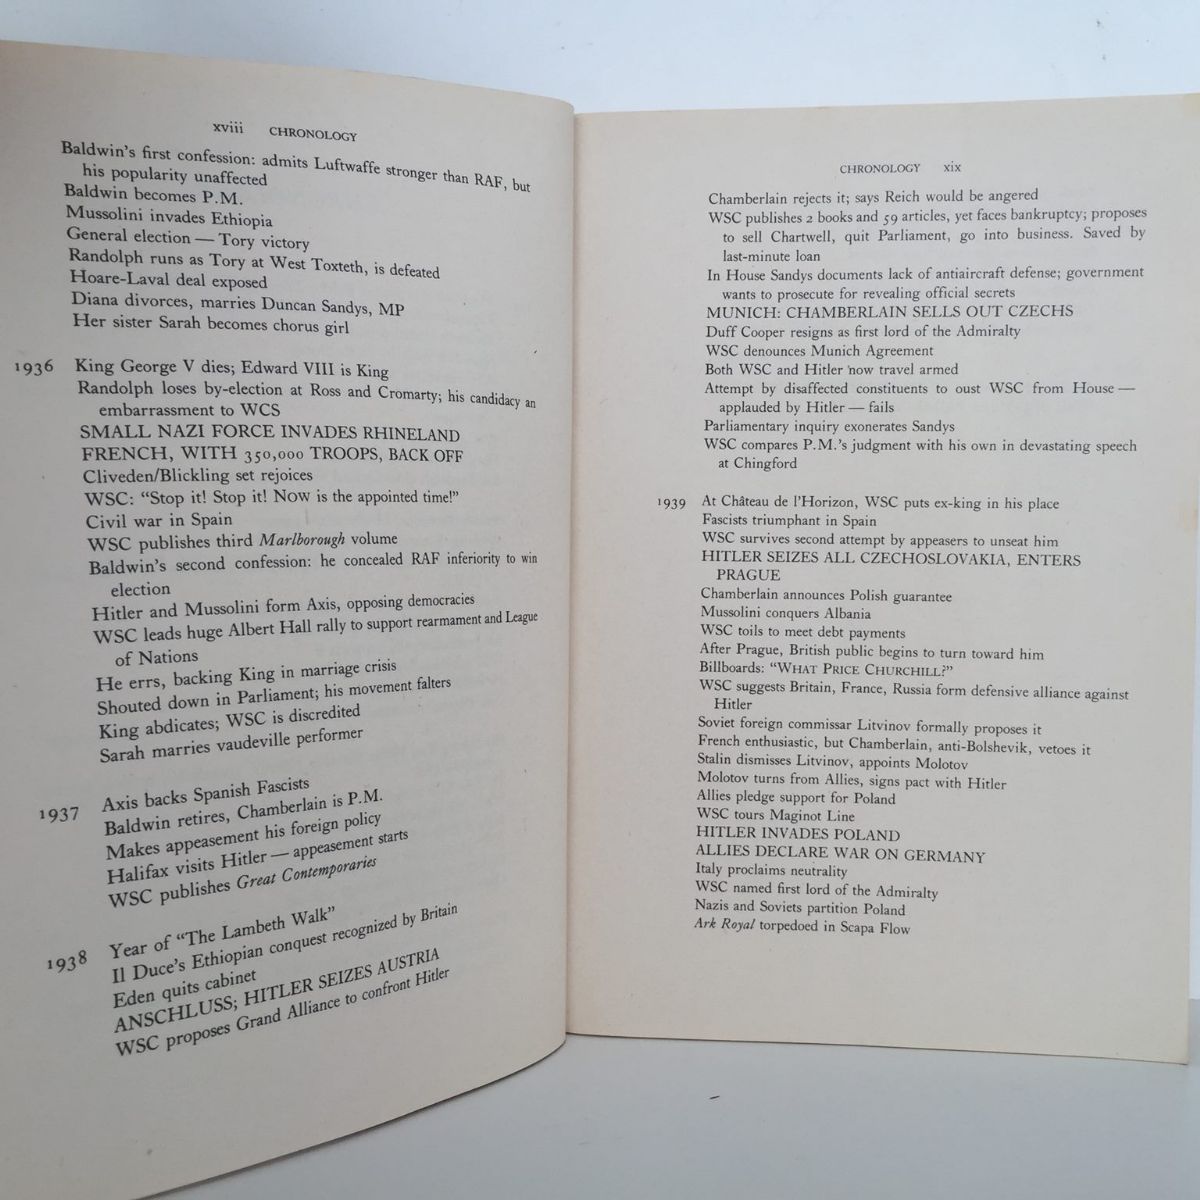 xviii CHRONOLOGY
Baldwin's first confession: admits Luftwaffe stronger than RAF, but
his popularity unaffected
Baldwin becomes P.M.
Mussolini invades Ethiopia
General election — Tory victory
Randolph runs as Tory at West Toxteth, is defeated
Hoare-Laval deal exposed
Diana divorces, marries Duncan Sandys, MP
Her sister Sarah becomes chorus girl
1936 King George V dies; Edward VIII is King
Randolph loses by-election at Ross and Cromarty; his candidacy an
embarrassment to WCS
SMALL NAZI FORCE INVADES RHINELAND
FRENCH, WITH 350,000 TROOPS, BACK OFF
Cliveden/Blickling set rejoices
WSC: "Stop it! Stop it! NOW is the appointed time!"
Civil war in Spain
WSC publishes third Marlborough volume
Baldwin's second confession: he concealed RAF inferiority to win
election
Hitler and Mussolini form Axis, opposing democracies
WSC leads huge Albert Hall rally to support rearmament and League
of Nations
He errs, backing King in marriage crisis
Shouted down in Parliament; his movement falters
King abdicates; WSC is discredited
Sarah marries vaudeville performer
1937 Axis backs Spanish Fascists
Baldwin retires, Chamberlain is P.M.
Makes appeasement his foreign policy
Halifax visits Hitler — appeasement starts
WSC publishes Great Contemporaries
1938 Year of "The Lambeth Walk"
Il Duce's Ethiopian conquest recognized by Britain
Eden quits cabinet
ANSCHLUSS; HITLER SEIZES AUSTRIA
WSC proposes Grand Alliance to confront Hitler
CHRONOLOGY xix
Chamberlain rejects it; says Reich would be angered
WSC publishes 2 books and 59 articles, yet faces bankruptcy; proposes
to sell Chartwell, quit Parliament, go into business. Saved by
last-minute loan
In House Sandys documents lack of antiaircraft defense; government
wants to prosecute for revealing official secrets
MUNICH: CHAMBERLAIN SELLS OUT CZECHS
Duff Cooper resigns as first lord of the Admiralty
WSC denounces Munich Agreement
Both WSC and Hitler now travel armed
Attempt by disaffected constituents to oust WSC from House —
applauded by Hitler — fails
Parliamentary inquiry exonerates Sandys
WSC compares P.M.'s judgment with his own in devastating speech
at Chingford
1939 At Château de l'Horizon, WSC puts ex-king in his place
Fascists triumphant in Spain
WSC survives second attempt by appeasers to unseat him
HITLER SEIZES ALL CZECHOSLOVAKIA, ENTERS
PRAGUE
Chamberlain announces Polish guarantee
Mussolini conquers Albania
WSC toils to meet debt payments
After Prague, British public begins to turn toward him
Billboards: "WHAT PRICE CHURCHILL?"
WSC suggests Britain, France, Russia form defensive alliance against
Hitler
Soviet foreign commissar Litvinov formally proposes it
French enthusiastic, but Chamberlain, anti-Bolshevik, vetoes it
Stalin dismisses Litvinov, appoints Molotov
Molotov turns from Allies, signs pact with Hitler
Allies pledge support for Poland
WSC tours Maginot Line
HITLER INVADES POLAND
ALLIES DECLARE WAR ON GERMANY
Italy proclaims neutrality
WSC named first lord of the Admiralty
Nazis and Soviets partition Poland
Ark Royal torpedoed in Scapa Flow